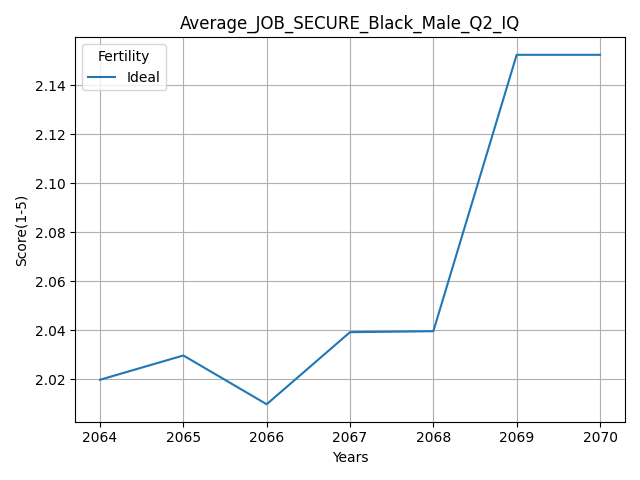 Average_JOB_SECURE_Black_Male_Q2_IQ
Fertility
Ideal
2.14
2.12
2.10
2.08
2.06
2.04
2.02
Score(1-5)
2064 2065 2066 2067 2068 2069 2070
Years